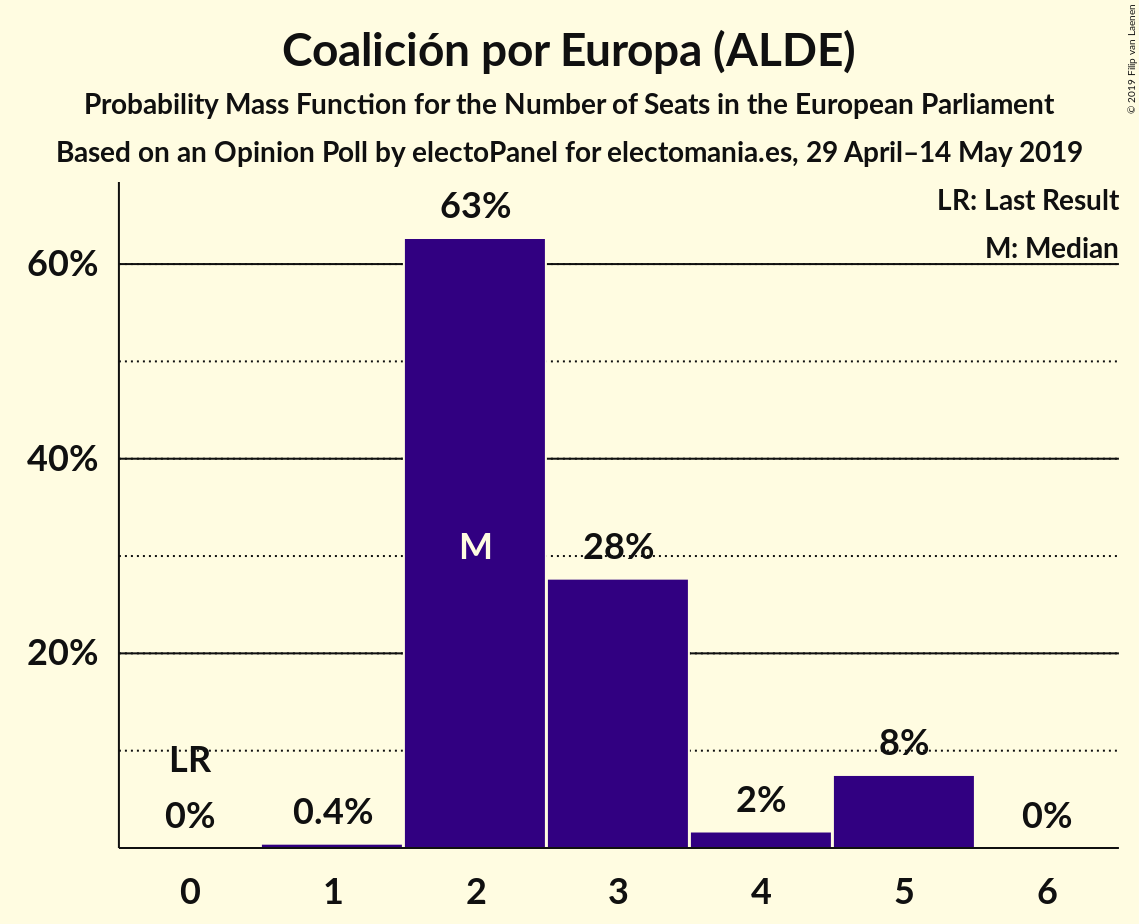 Coalición por Europa (ALDE)
Probability Mass Function for the Number of Seats in the European Parliament
Based on an Opinion Poll by electoPanel for electomania.es, 29 April–14 May 2019
© 2019 Filip van Laenen
LR: Last Result
M: Median
63%
60%
40%
M
28%
20%
LR
8%
2%
0%
0.4%
0%
0 1 2 3 4 5 6